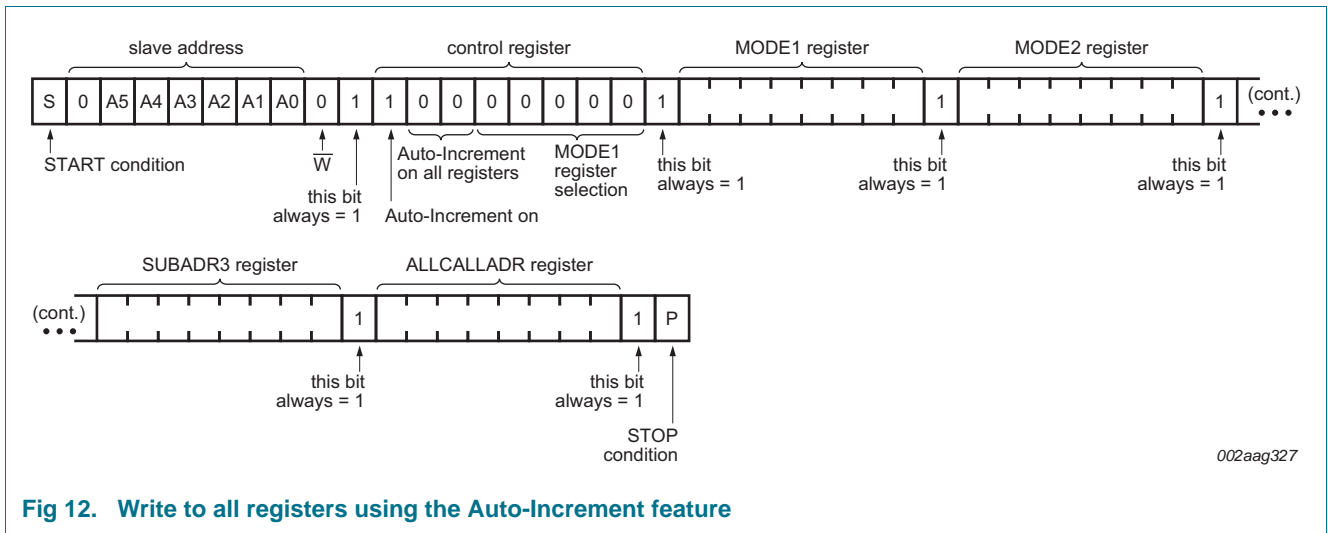 slave address control register MODE1 register MODE2 register
S 0 A5 A4 A3 A2 A1 A0 0 1 1 0 0 0 0 0 0 0 1 1 1 (cont.)
START condition
W̅
this bit
always = 1
Auto-Increment on
Auto-Increment
on all registers
MODE1
register
selection
this bit
always = 1
this bit
always = 1
this bit
always = 1
SUBADR3 register ALLCALLADR register
(cont.) 1 1 P
this bit
always = 1
this bit
always = 1
STOP
condition
002aag327
Fig 12. Write to all registers using the Auto-Increment feature